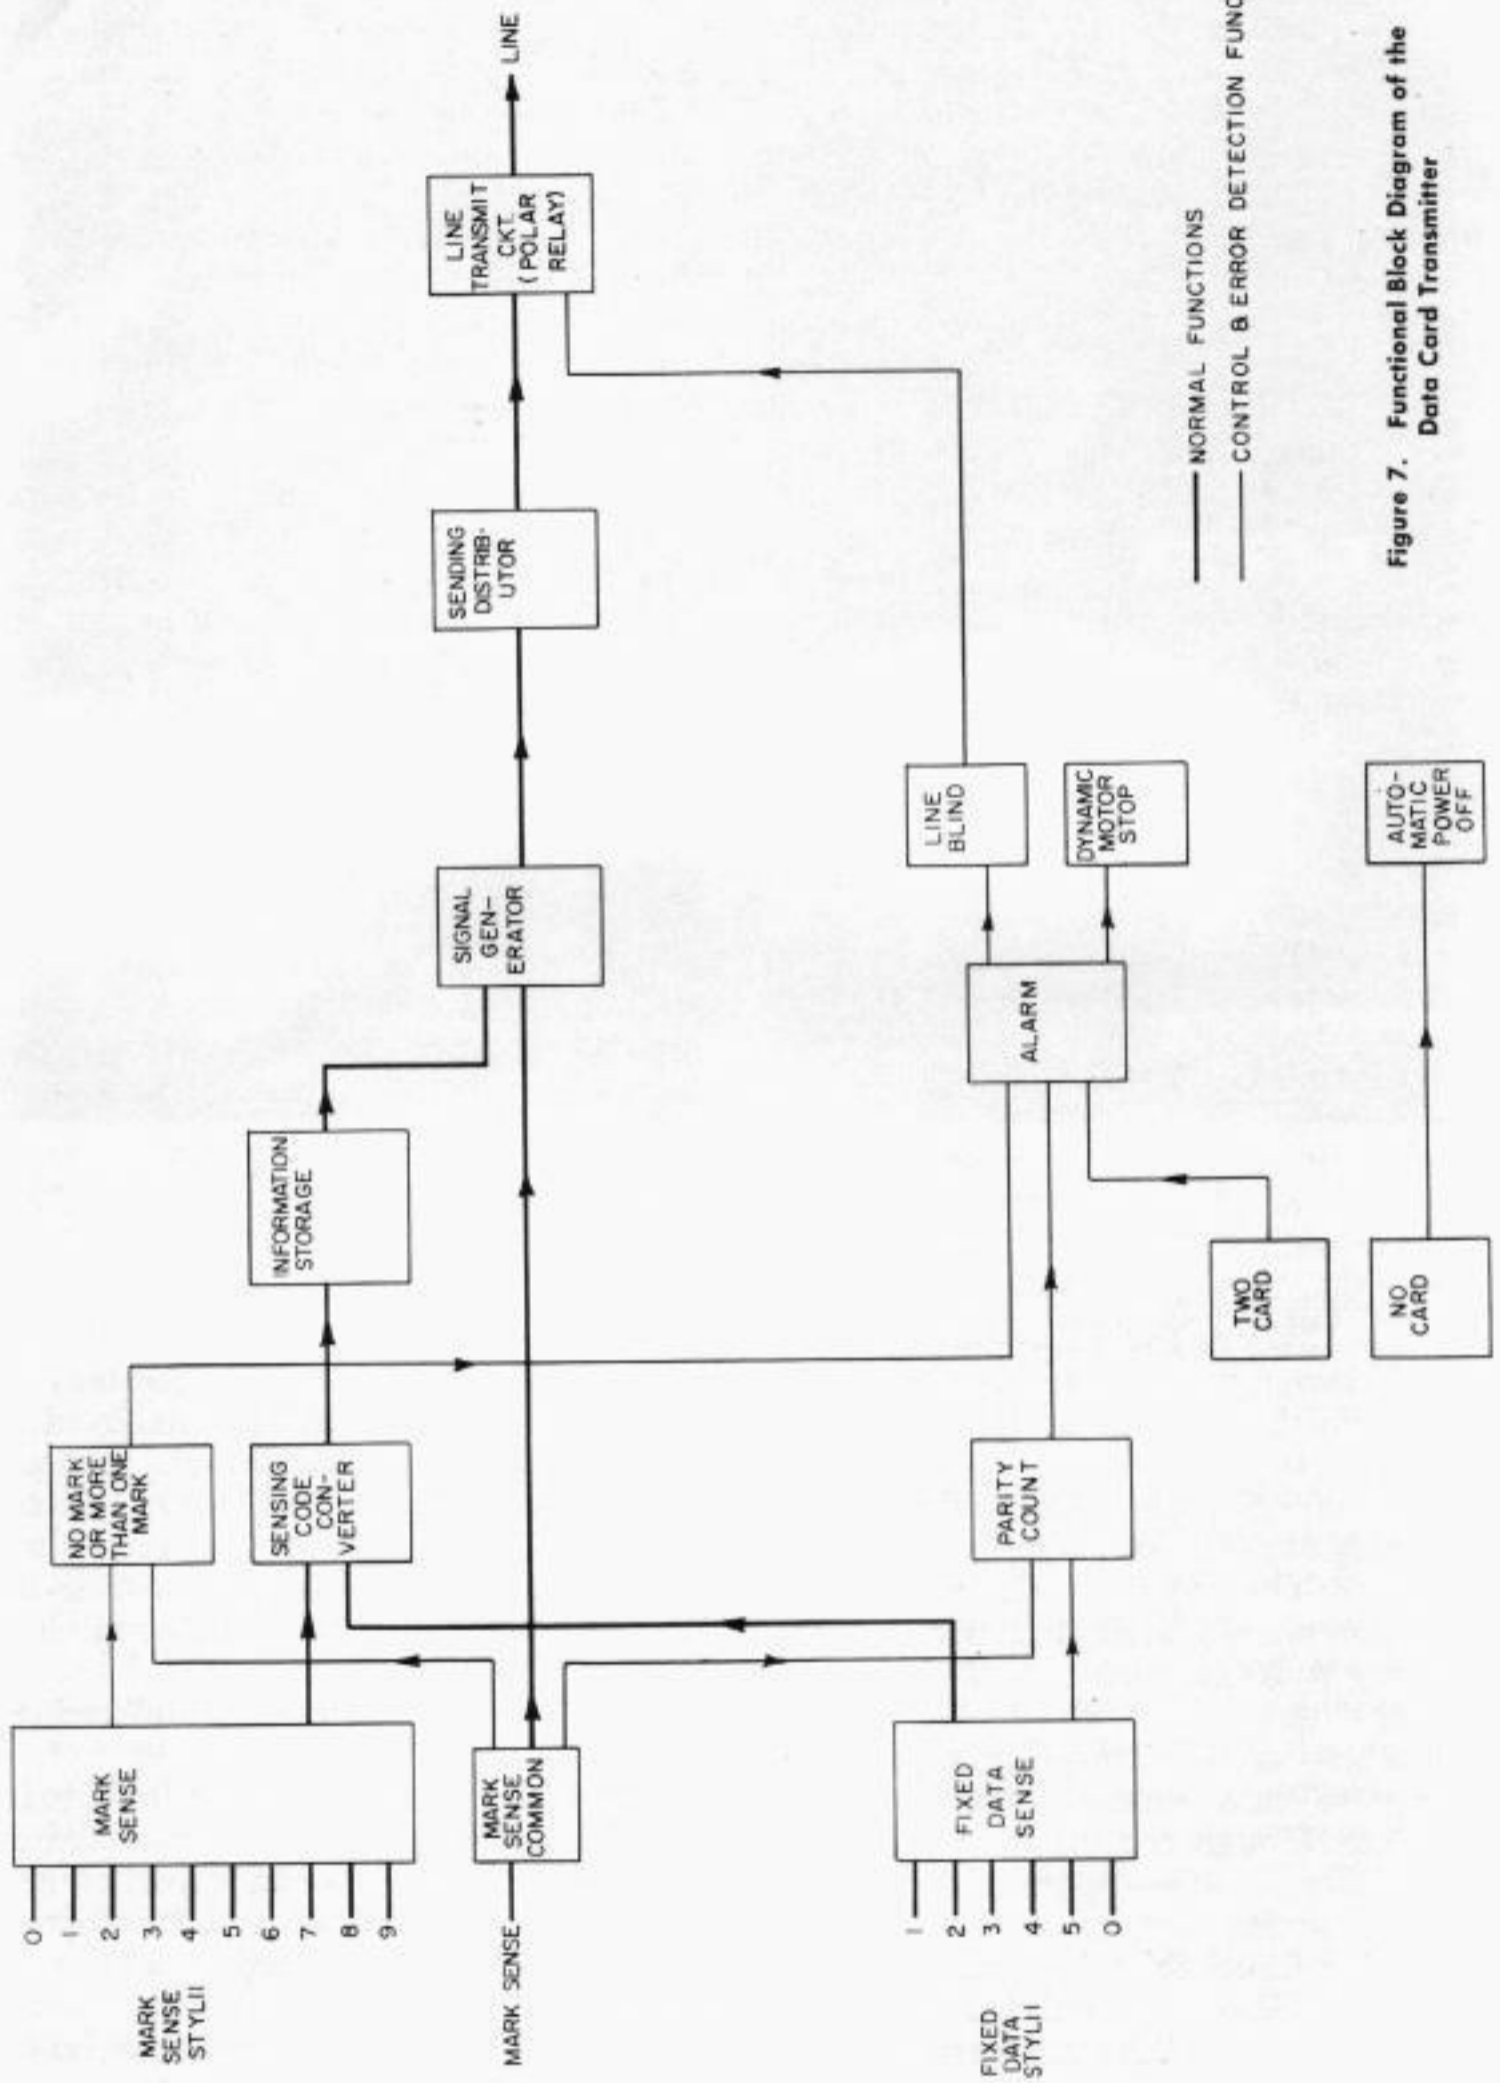 0
1
2
3
4
5
6
7
8
9
MARK
SENSE
STYLII
MARK
SENSE
NO MARK
OR MORE
THAN ONE
MARK
SENSING
CODE
CON-
VERTER
INFORMATION
STORAGE
MARK SENSE
MARK
SENSE
COMMON
SIGNAL
GEN-
ERATOR
SENDING
DISTRIB-
UTOR
LINE
TRANSMIT
CKT.
(POLAR
RELAY)
LINE
1
2
3
4
5
0
FIXED
DATA
STYLII
FIXED
DATA
SENSE
PARITY
COUNT
ALARM
LINE
BLIND
DYNAMIC
MOTOR
STOP
TWO
CARD
NO
CARD
AUTO-
MATIC
POWER
OFF
NORMAL FUNCTIONS
CONTROL & ERROR DETECTION FUNC
Figure 7. Functional Block Diagram of the
Data Card Transmitter